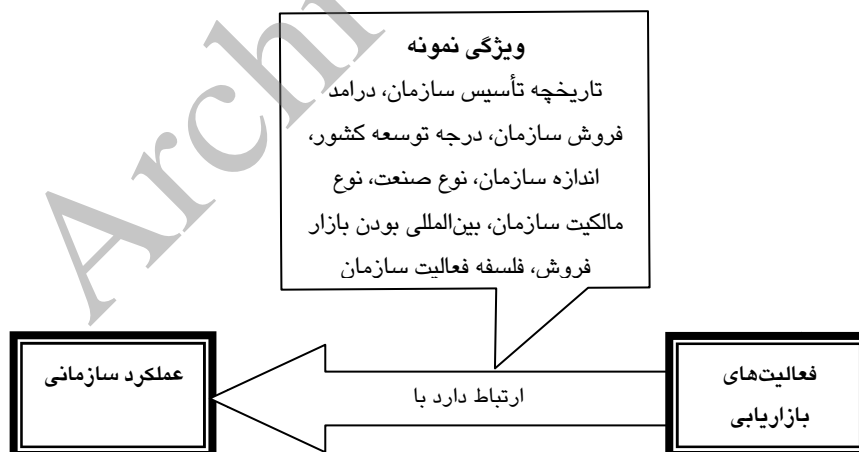 ویژگی نمونه
تاریخچه تأسیس سازمان، درامد
فروش سازمان، درجه توسعه کشور،
اندازه سازمان، نوع صنعت، نوع
مالکیت سازمان، بین‌المللی بودن بازار
فروش، فلسفه فعالیت سازمان
فعالیت‌های
بازاریابی
ارتباط دارد با
عملکرد سازمانی
Archi